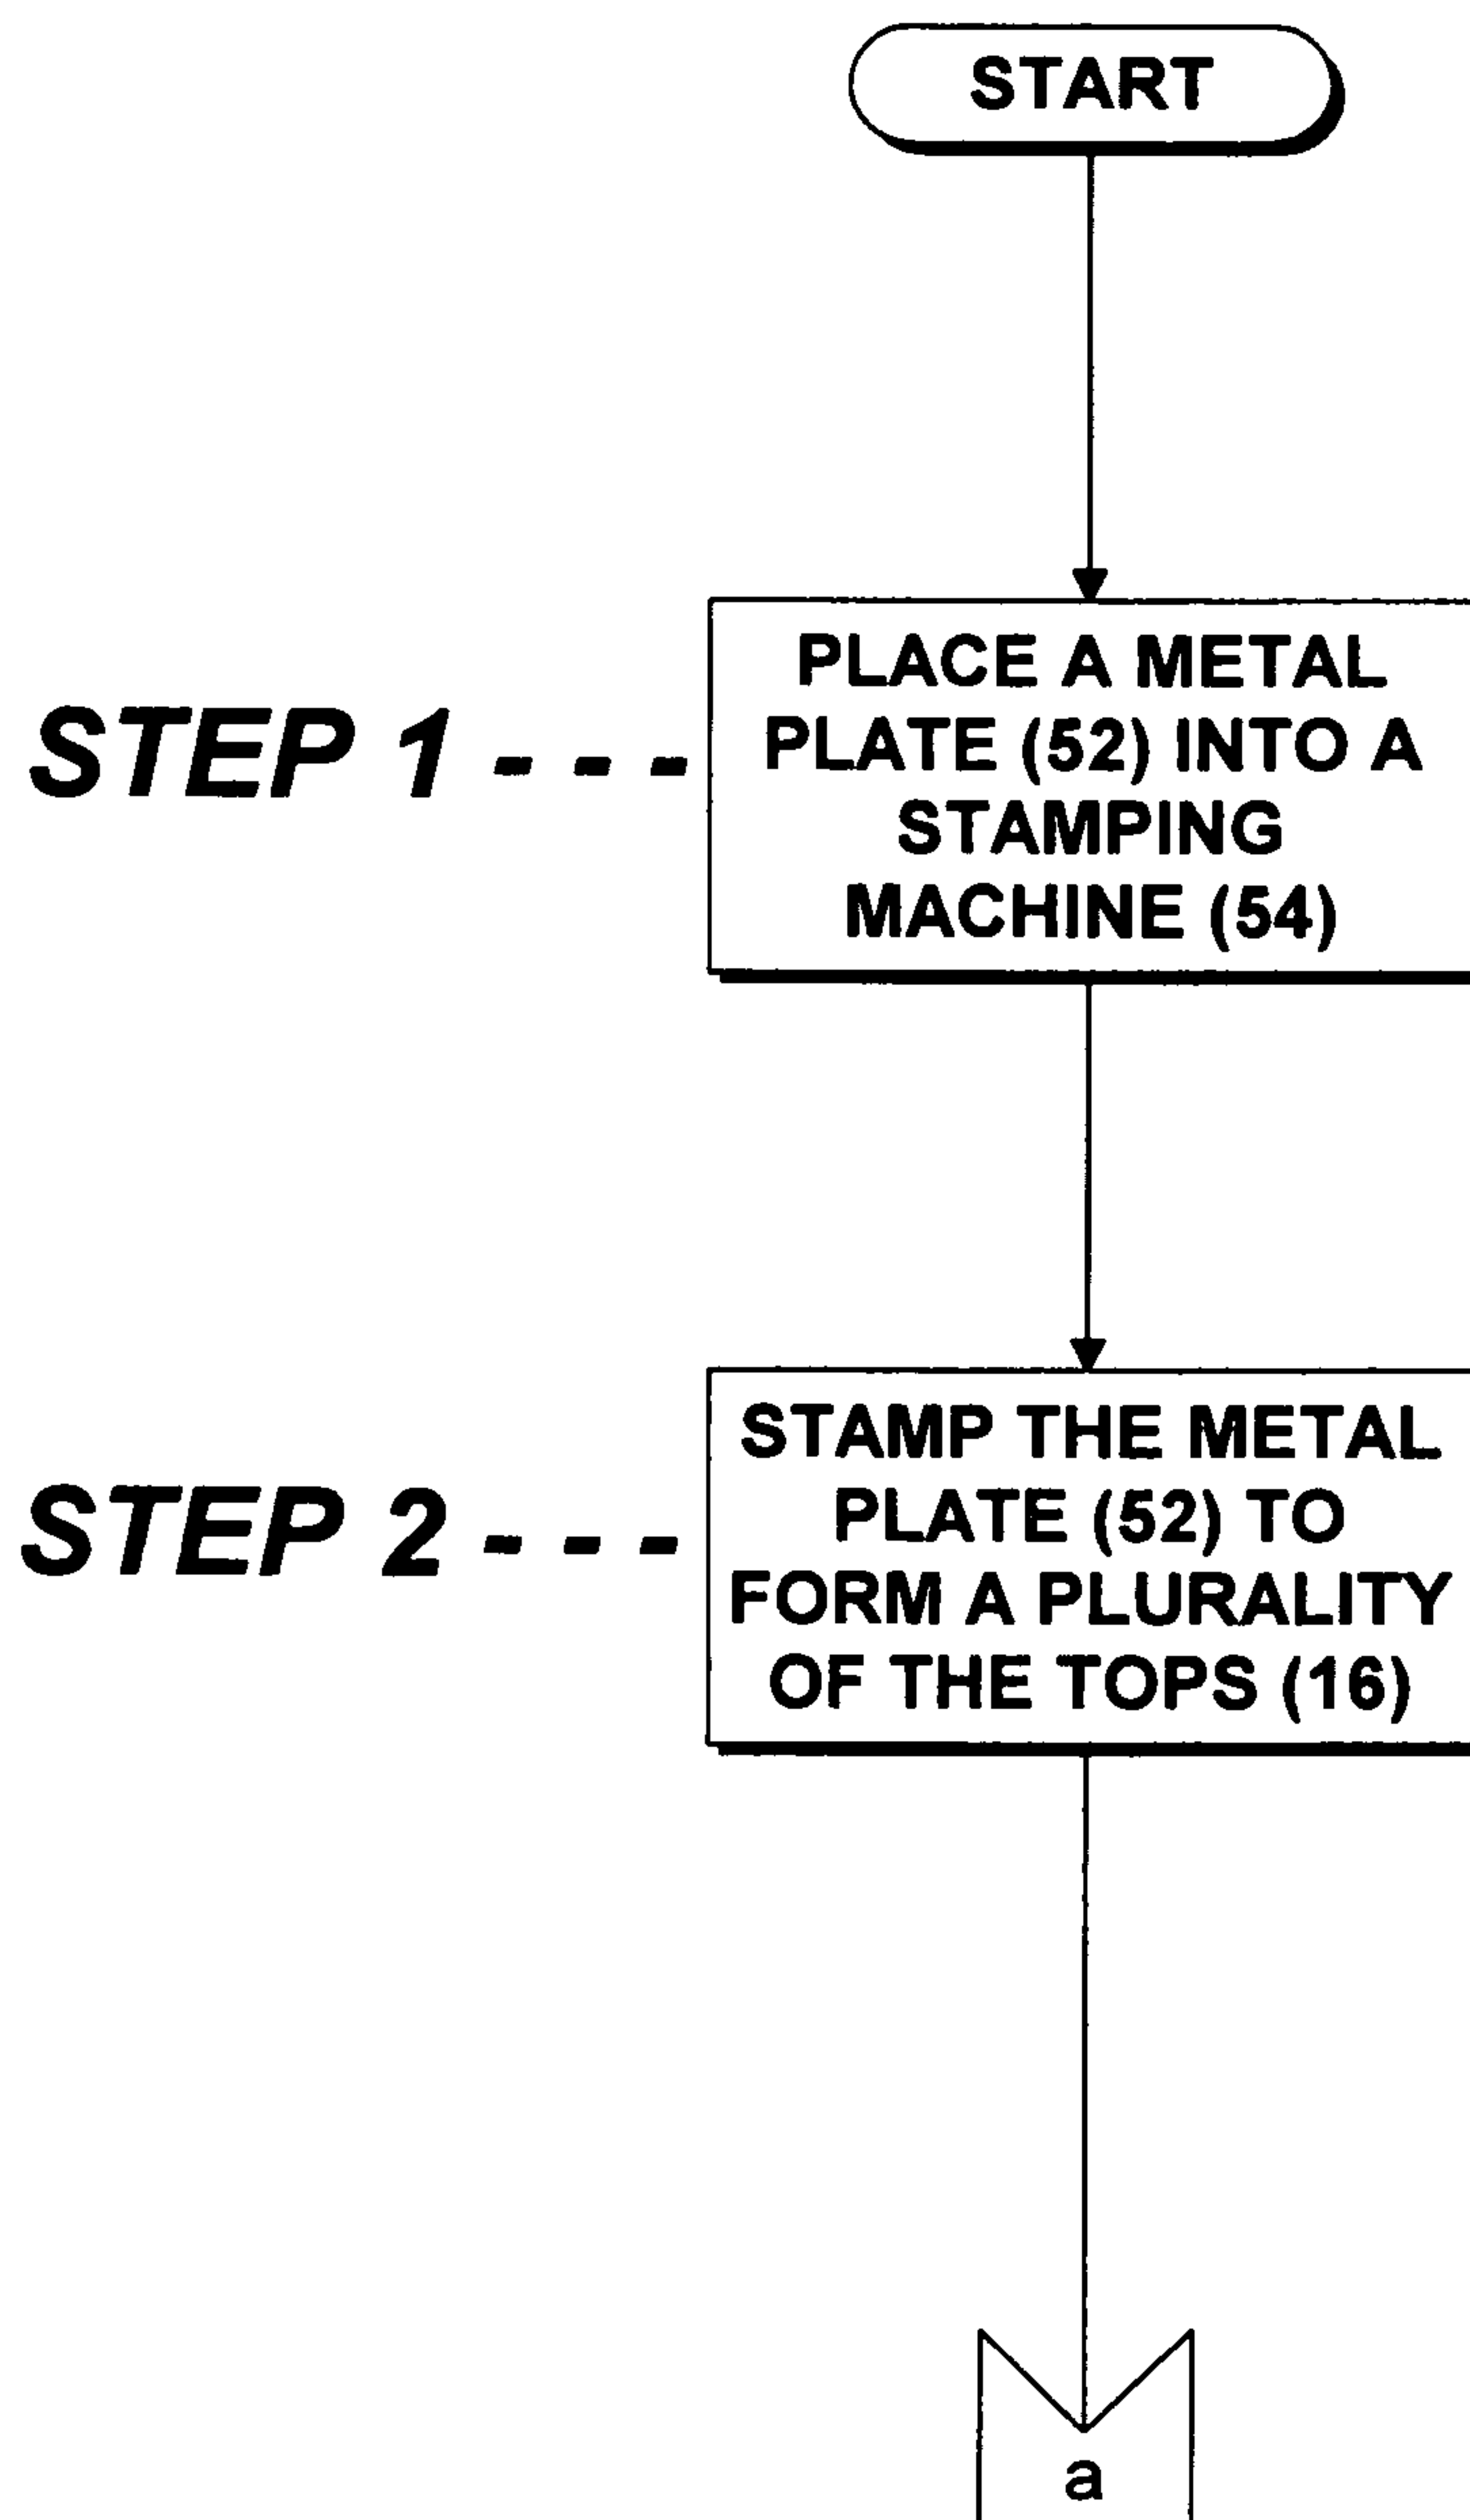 START
PLACE A METAL
PLATE (52) INTO A
STAMPING
MACHINE (54)
STEP 1 - - -
STAMP THE METAL
PLATE (52) TO
FORM A PLURALITY
OF THE TOPS (16)
STEP 2 - - -
a